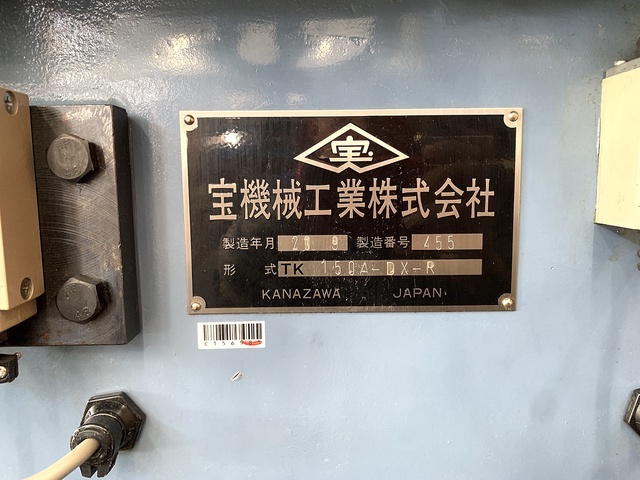 宝
宝機械工業株式会社
製造年月 20 9 製造番号 455
形 式 TK 150A-DX-R
KANAZAWA JAPAN